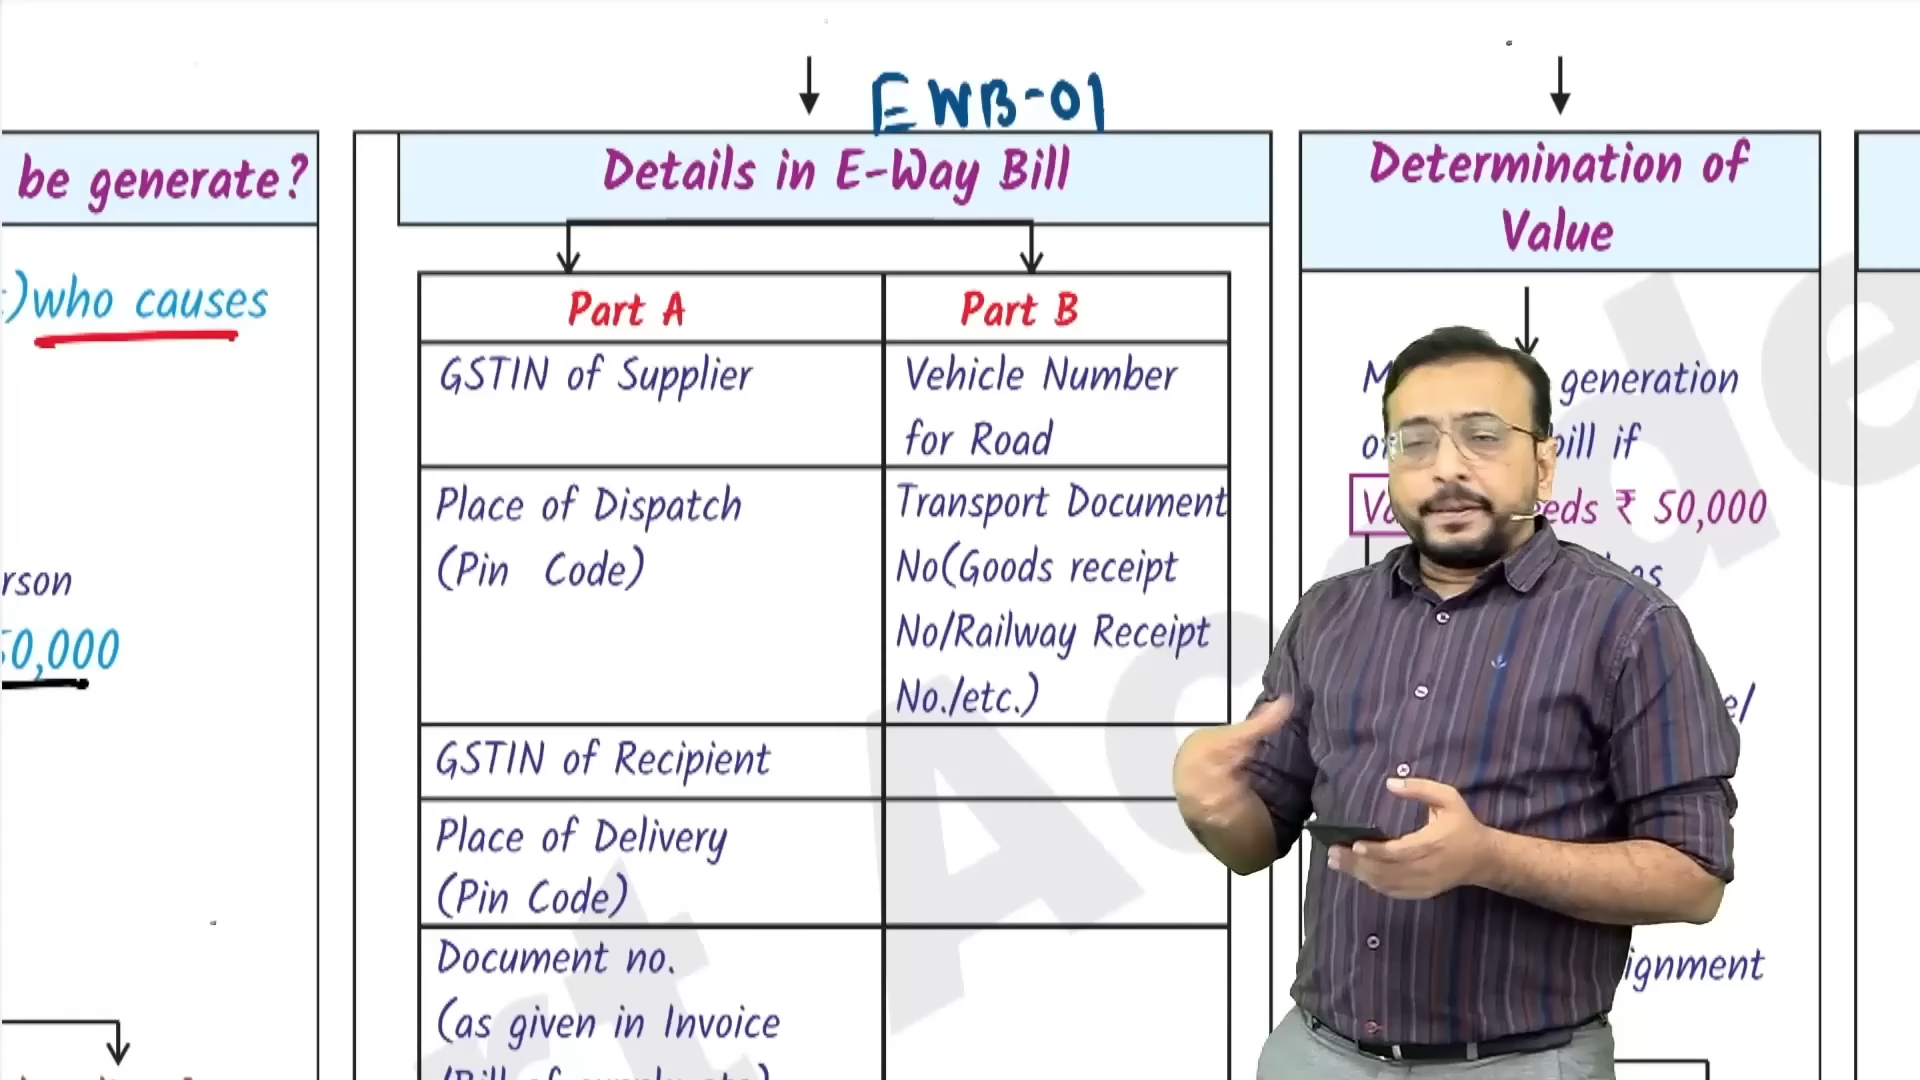 EWB-01
be generate?
who causes
rson
50,000
Details in E-Way Bill
Part A
Part B
GSTIN of Supplier
Vehicle Number
for Road
Place of Dispatch
(Pin Code)
Transport Document
No(Goods receipt
No/Railway Receipt
No./etc.)
GSTIN of Recipient
Place of Delivery
(Pin Code)
Document no.
(as given in Invoice
Determination of
Value
generation
bill if
eds ₹ 50,000
ignment